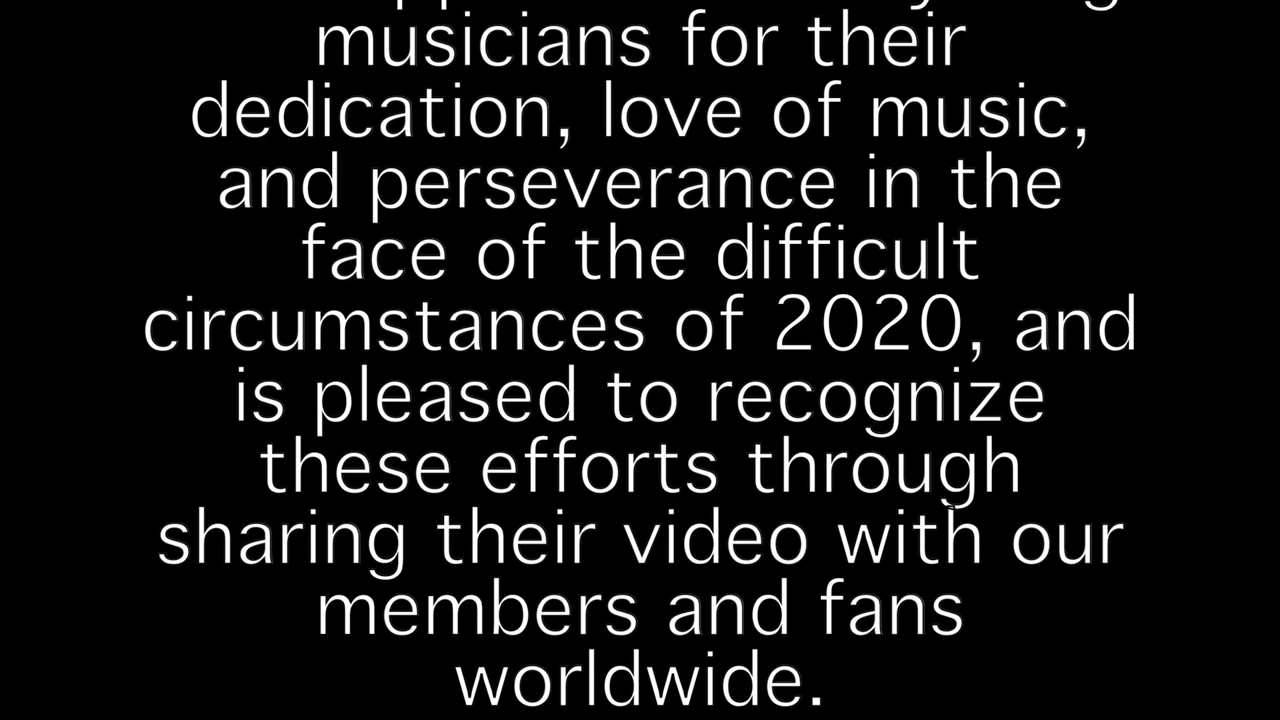 musicians for their
dedication, love of music,
and perseverance in the
face of the difficult
circumstances of 2020, and
is pleased to recognize
these efforts through
sharing their video with our
members and fans
worldwide.